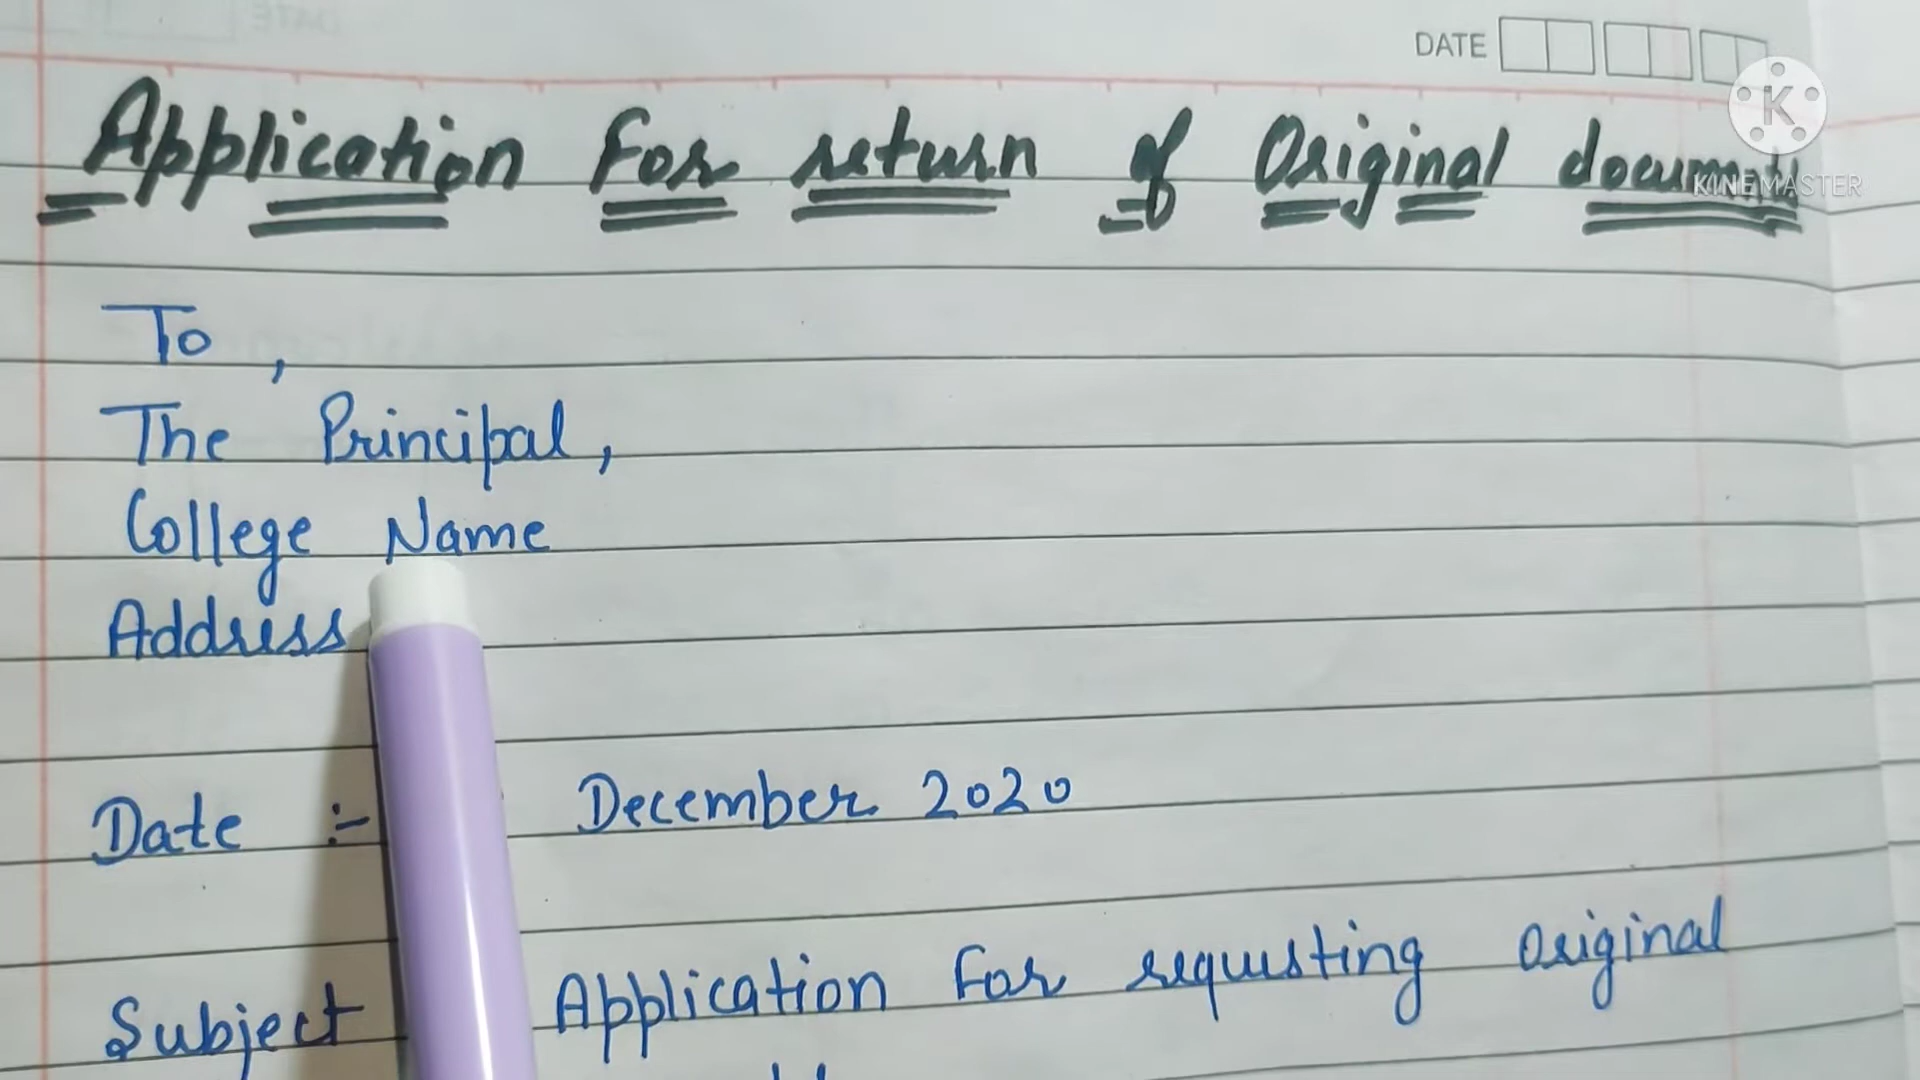 DATE
Application For return of Original documents
K
KINEMASTER
To,
The Principal,
College Name
Address
Date :- December 2020
Subject Application For requesting original